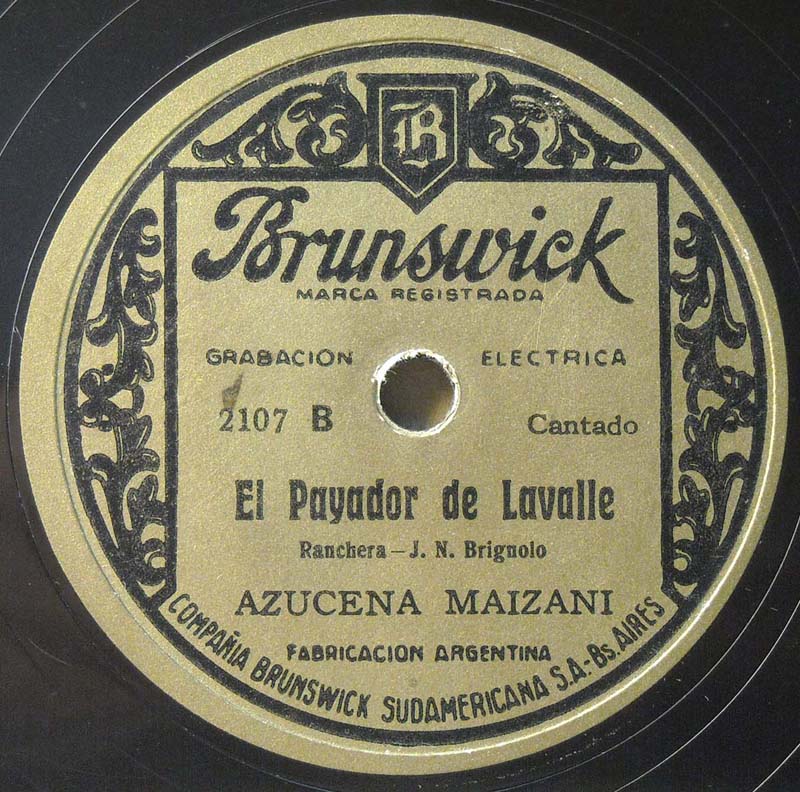 B
Brunswick
MARCA REGISTRADA
GRABACION ELECTRICA
2107 B Cantado
El Payador de Lavalle
Ranchera — J. N. Brignolo
AZUCENA MAIZANI
FABRICACION ARGENTINA
COMPAÑIA BRUNSWICK SUDAMERICANA S.A.- Bs. AIRES